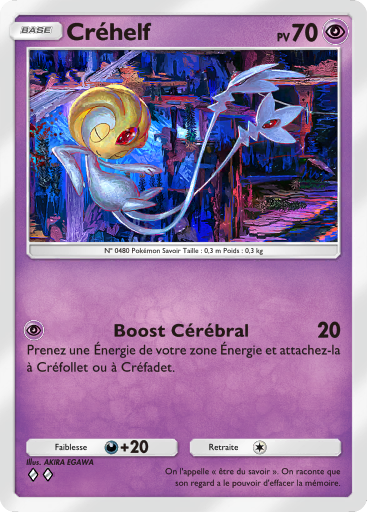 BASE
Créhelf
PV 70
N° 0480 Pokémon Savoir Taille : 0,3 m Poids : 0,3 kg
Boost Cérébral 20
Prenez une Énergie de votre zone Énergie et attachez-la
à Créfollet ou à Créfadet.
Faiblesse +20
Retraite
Illus. AKIRA EGAWA
On l'appelle « être du savoir ». On raconte que
son regard a le pouvoir d'effacer la mémoire.